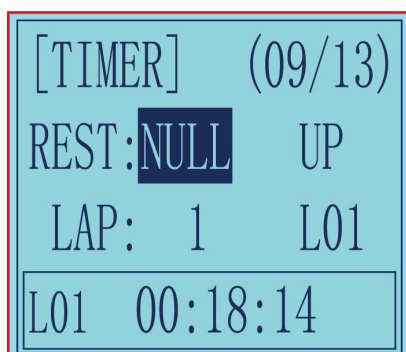 [TIMER] (09/13)
REST:NULL UP
LAP: 1 L01
L01 00:18:14